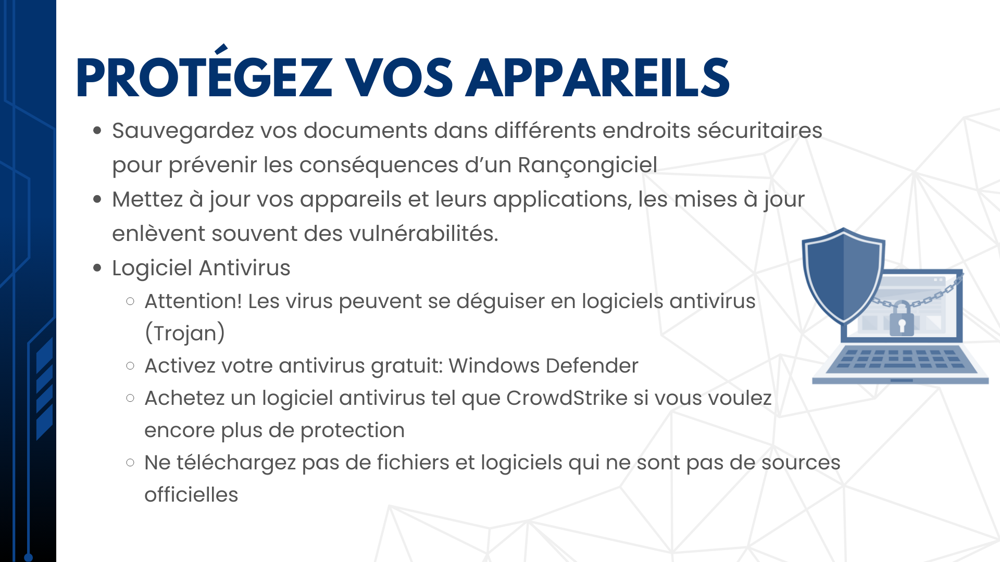 PROTÉGEZ VOS APPAREILS
• Sauvegardez vos documents dans différents endroits sécuritaires
pour prévenir les conséquences d’un Rançongiciel
• Mettez à jour vos appareils et leurs applications, les mises à jour
enlèvent souvent des vulnérabilités.
• Logiciel Antivirus
○ Attention! Les virus peuvent se déguiser en logiciels antivirus
(Trojan)
○ Activez votre antivirus gratuit: Windows Defender
○ Achetez un logiciel antivirus tel que CrowdStrike si vous voulez
encore plus de protection
○ Ne téléchargez pas de fichiers et logiciels qui ne sont pas de sources
officielles